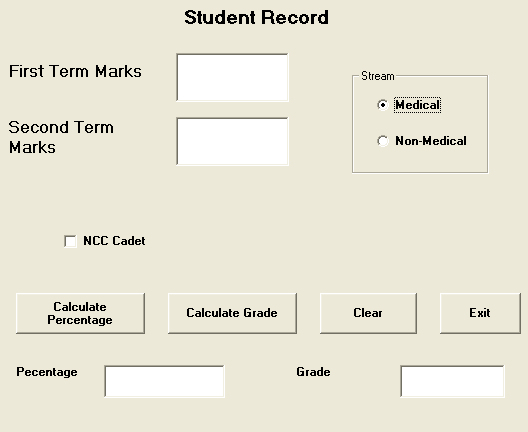 Student Record
First Term Marks
Stream
Medical
Second Term
Marks
Non-Medical
NCC Cadet
Calculate
Percentage
Calculate Grade
Clear
Exit
Pecentage
Grade